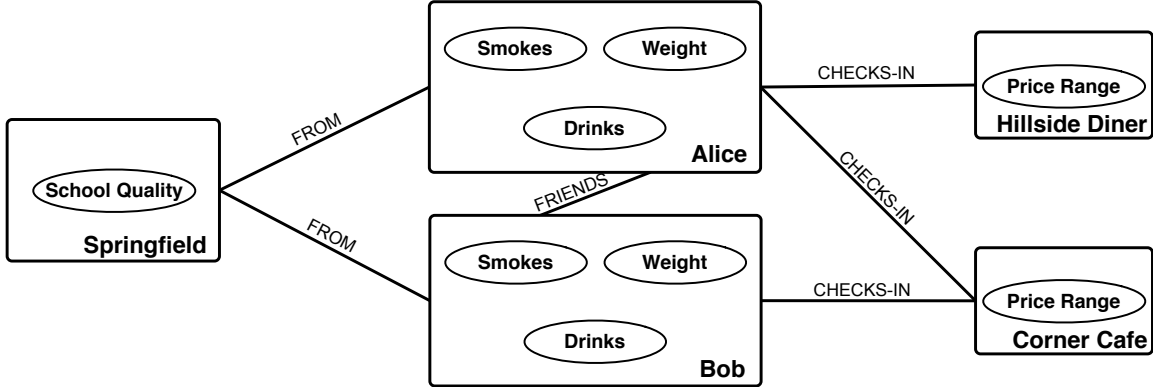 Smokes
Weight
Drinks
Alice
CHECKS-IN
Price Range
Hillside Diner
FROM
School Quality
Springfield
FRIENDS
CHECKS-IN
FROM
Smokes
Weight
Drinks
Bob
CHECKS-IN
Price Range
Corner Cafe